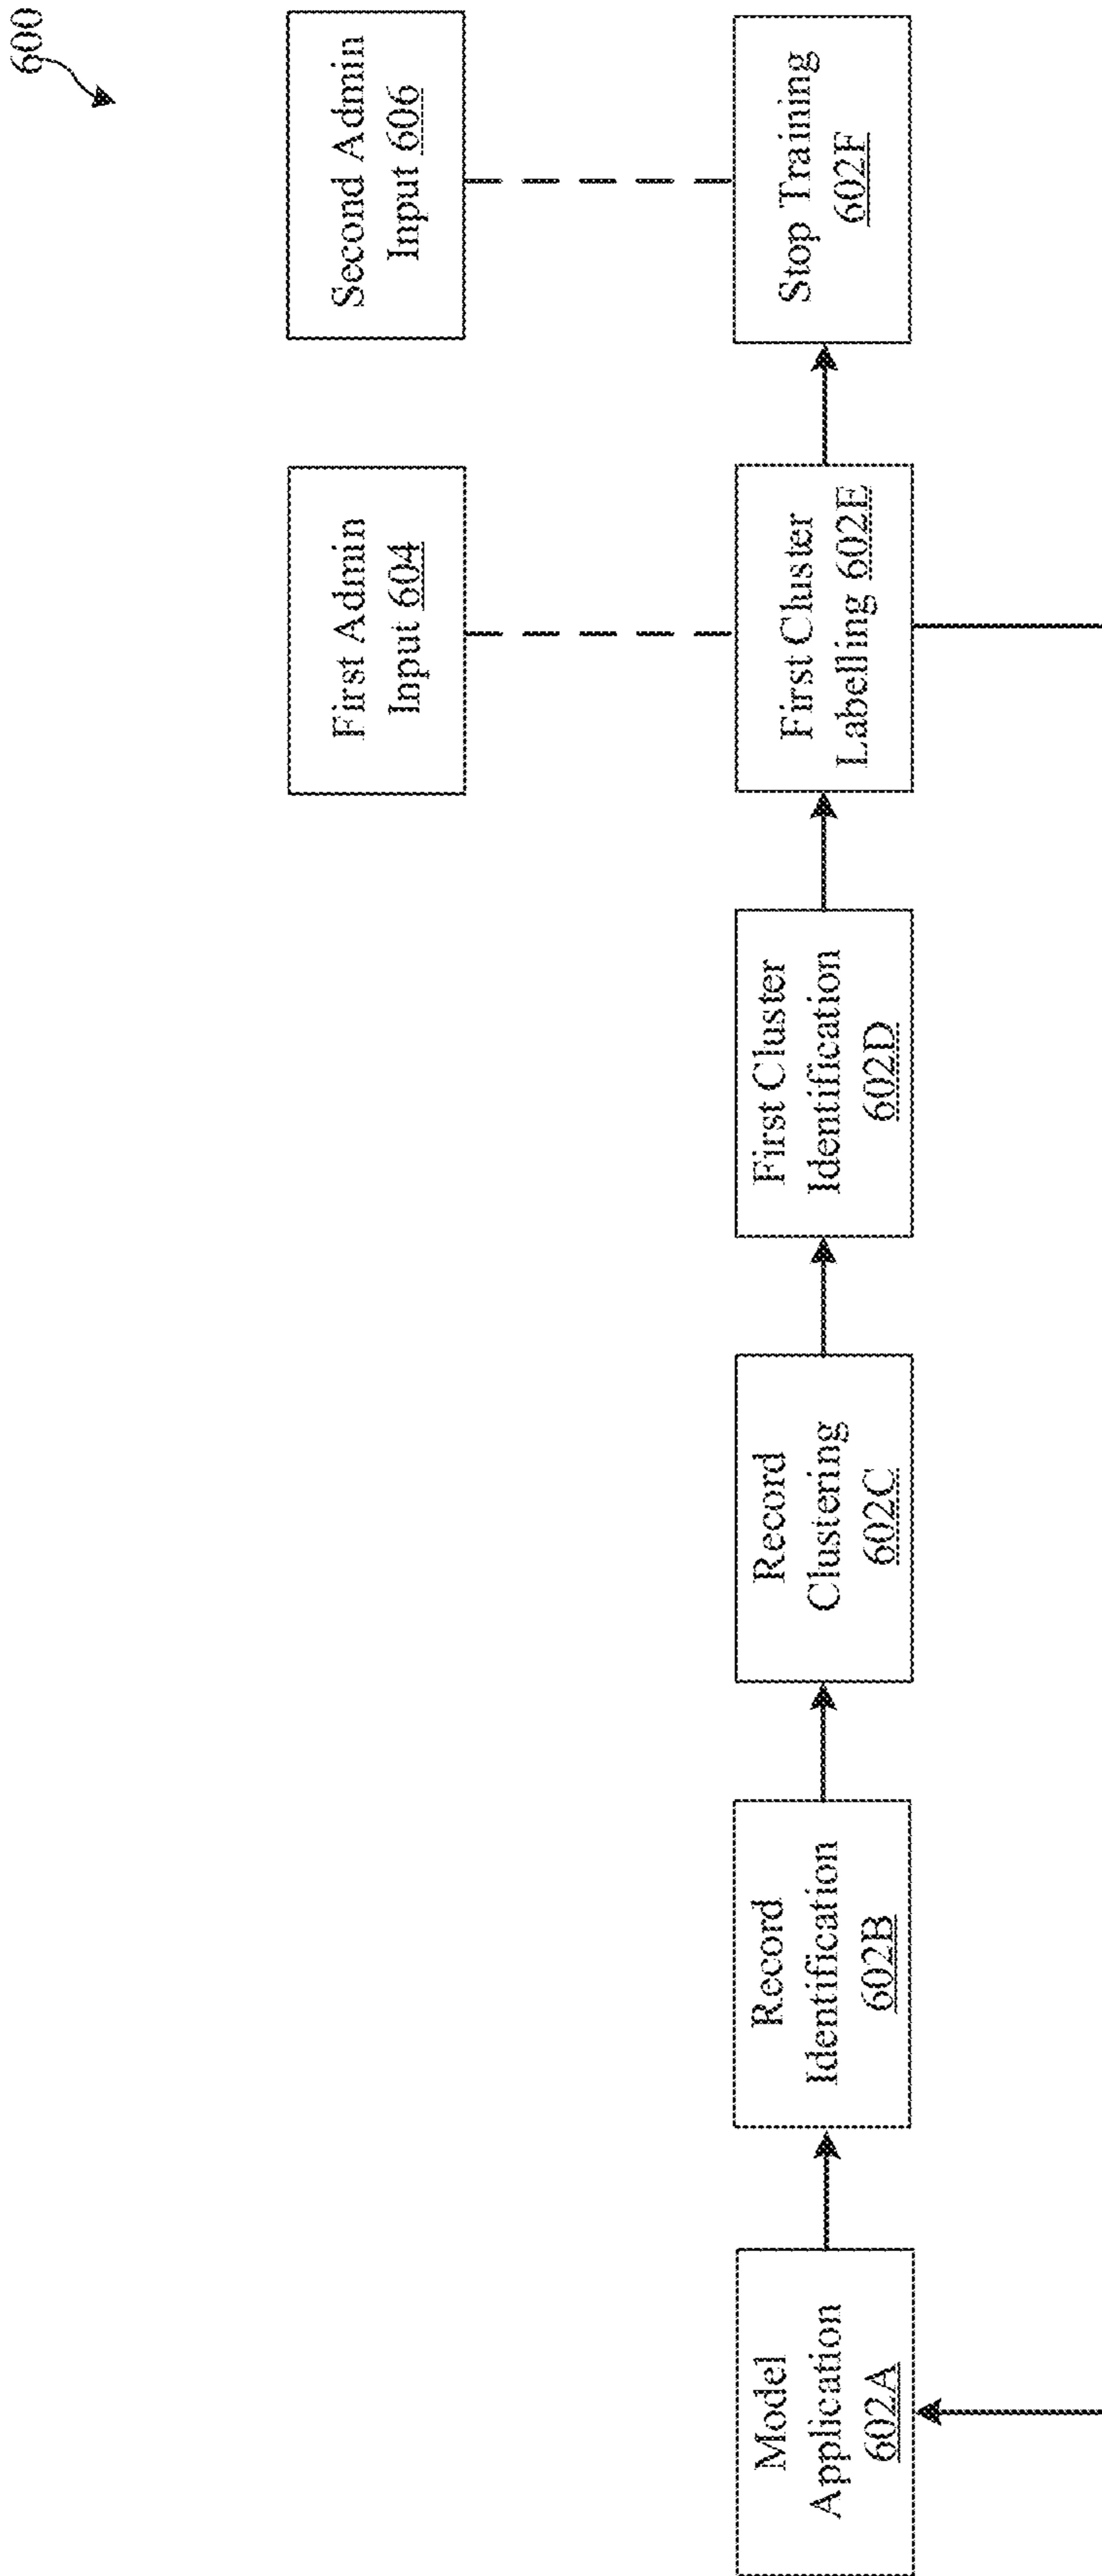 600
First Admin
Input 604
Second Admin
Input 606
Model
Application
602A
Record
Identification
602B
Record
Clustering
602C
First Cluster
Identification
602D
First Cluster
Labelling 602E
Stop Training
602F